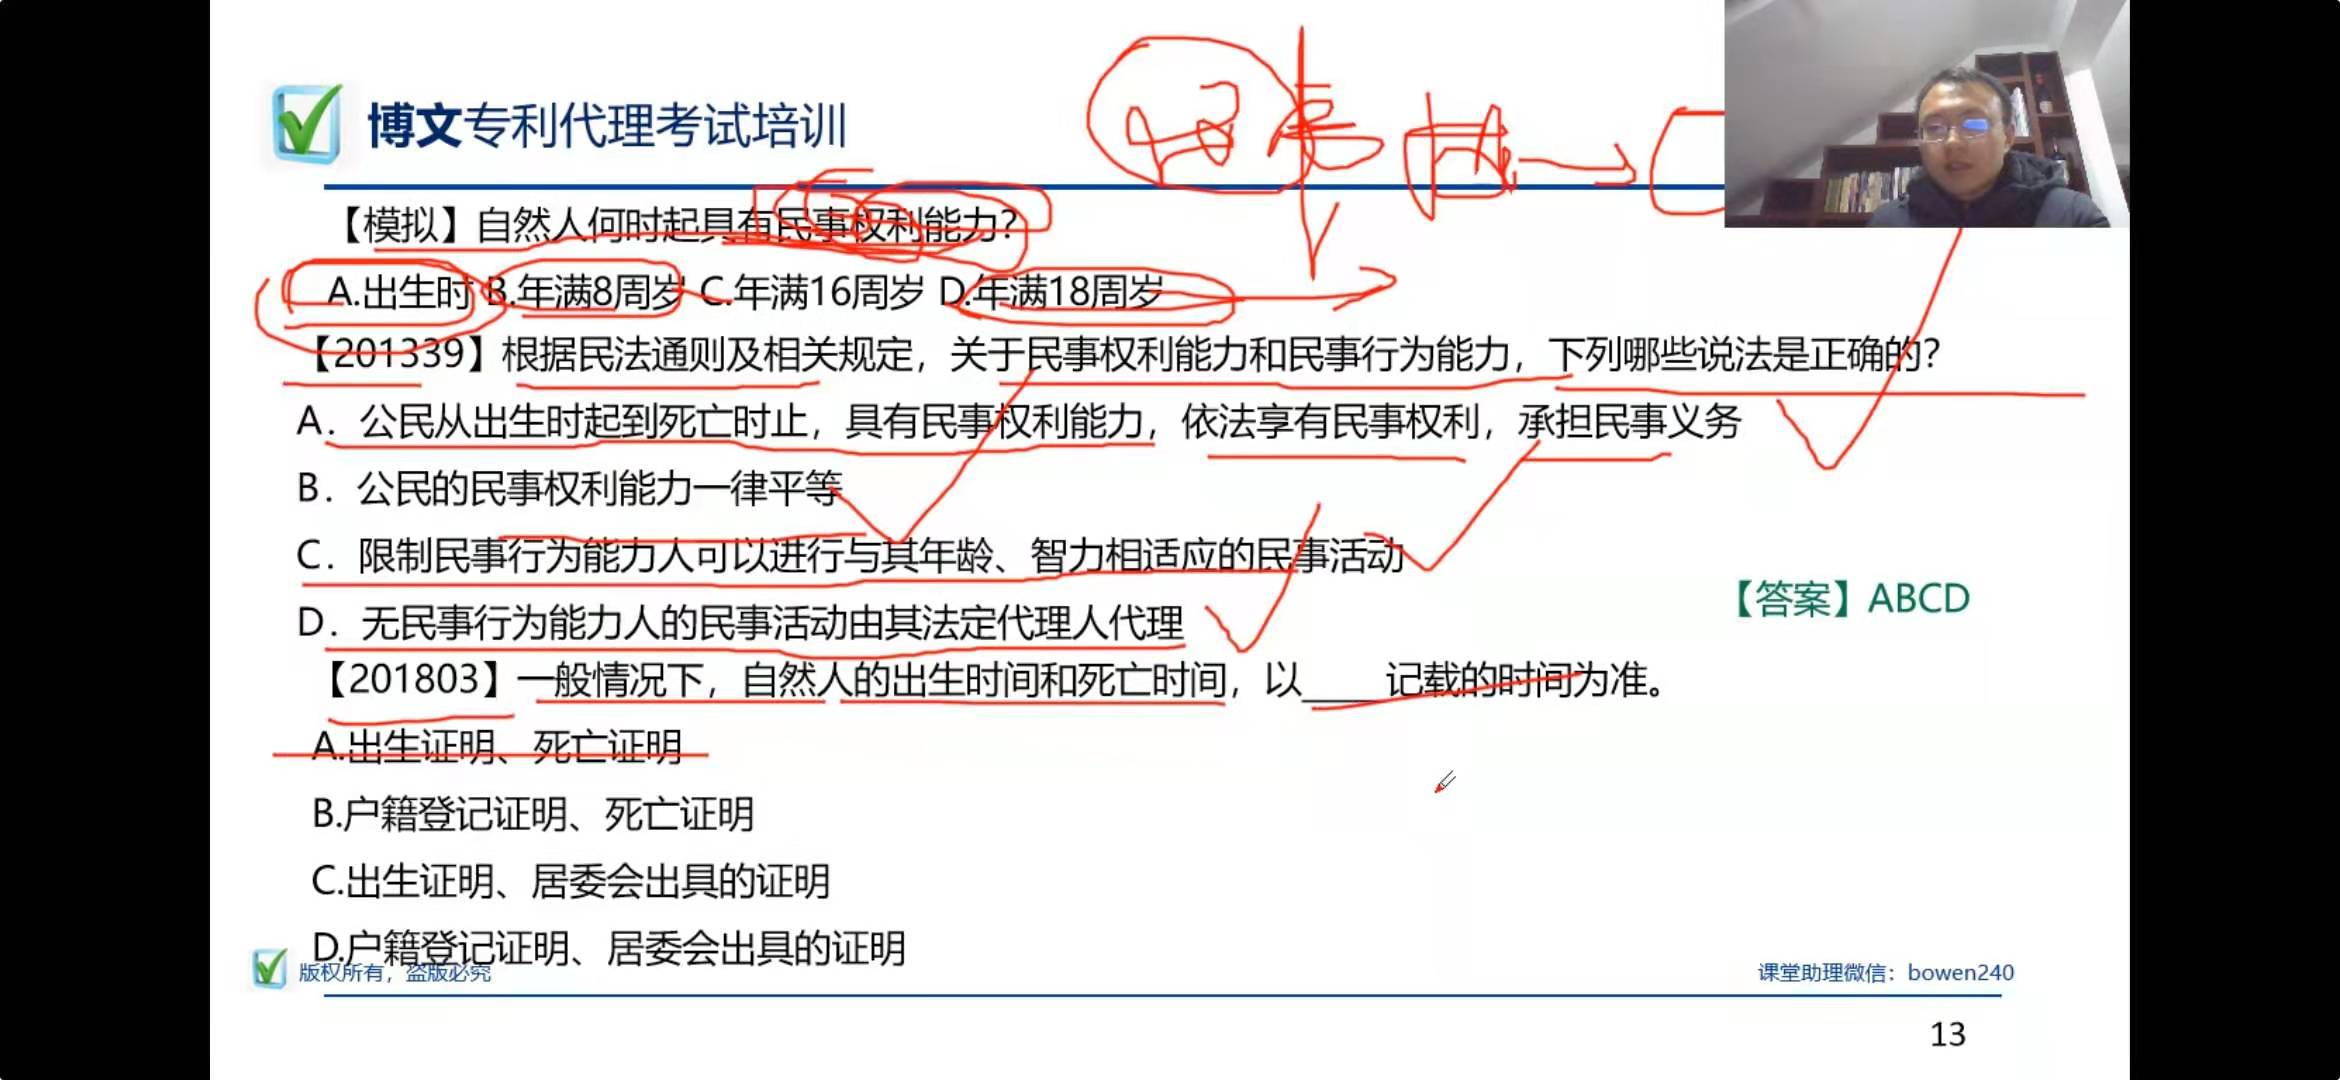 博文专利代理考试培训
【模拟】自然人何时起具有民事权利能力？
A.出生时 B.年满8周岁 C.年满16周岁 D.年满18周岁
【201339】根据民法通则及相关规定，关于民事权利能力和民事行为能力，下列哪些说法是正确的？
A．公民从出生时起到死亡时止，具有民事权利能力，依法享有民事权利，承担民事义务
B．公民的民事权利能力一律平等
C．限制民事行为能力人可以进行与其年龄、智力相适应的民事活动
【答案】ABCD
D．无民事行为能力人的民事活动由其法定代理人代理
【201803】一般情况下，自然人的出生时间和死亡时间，以____记载的时间为准。
A.出生证明、死亡证明
B.户籍登记证明、死亡证明
C.出生证明、居委会出具的证明
D.户籍登记证明、居委会出具的证明
版权所有，盗版必究
课堂助理微信：bowen240
13